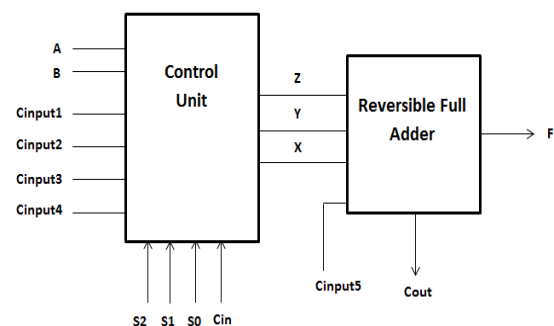 A
B
Cinput1
Cinput2
Cinput3
Cinput4
Control
Unit
S2
S1
S0
Cin
Z
Y
X
Reversible Full
Adder
Cinput5
Cout
F